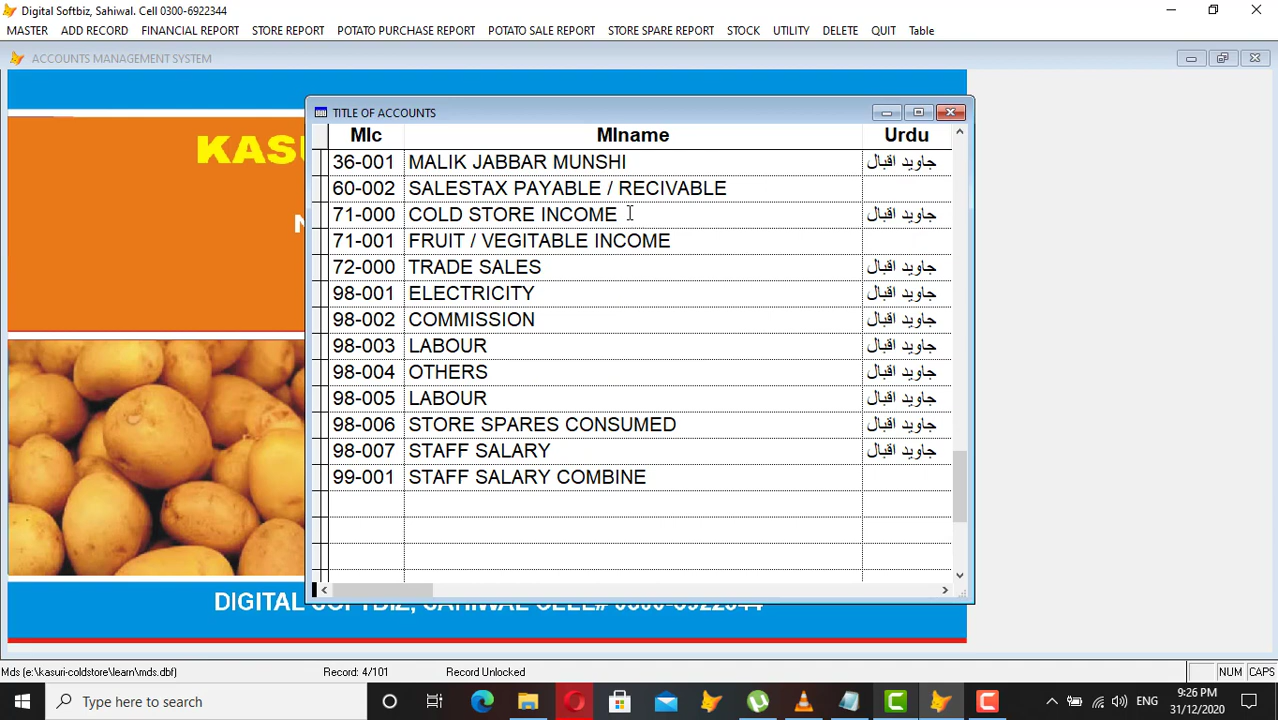 Digital Softbiz, Sahiwal. Cell 0300-6922344
MASTER ADD RECORD FINANCIAL REPORT STORE REPORT POTATO PURCHASE REPORT POTATO SALE REPORT STORE SPARE REPORT STOCK UTILITY DELETE QUIT Table
ACCOUNTS MANAGEMENT SYSTEM
KASU
N
TITLE OF ACCOUNTS
Mlc Mlname Urdu
36-001 MALIK JABBAR MUNSHI جاوید اقبال
60-002 SALESTAX PAYABLE / RECIVABLE
71-000 COLD STORE INCOME جاوید اقبال
71-001 FRUIT / VEGITABLE INCOME
72-000 TRADE SALES جاوید اقبال
98-001 ELECTRICITY جاوید اقبال
98-002 COMMISSION جاوید اقبال
98-003 LABOUR جاوید اقبال
98-004 OTHERS جاوید اقبال
98-005 LABOUR جاوید اقبال
98-006 STORE SPARES CONSUMED جاوید اقبال
98-007 STAFF SALARY جاوید اقبال
99-001 STAFF SALARY COMBINE
DIGITAL SOFTBIZ, SAHIWAL CELL# 0300-6922344
Mds (e:\kasuri-coldstore\learn\mds.dbf) Record: 4/101 Record Unlocked NUM CAPS
Type here to search
ENG
9:26 PM
31/12/2020